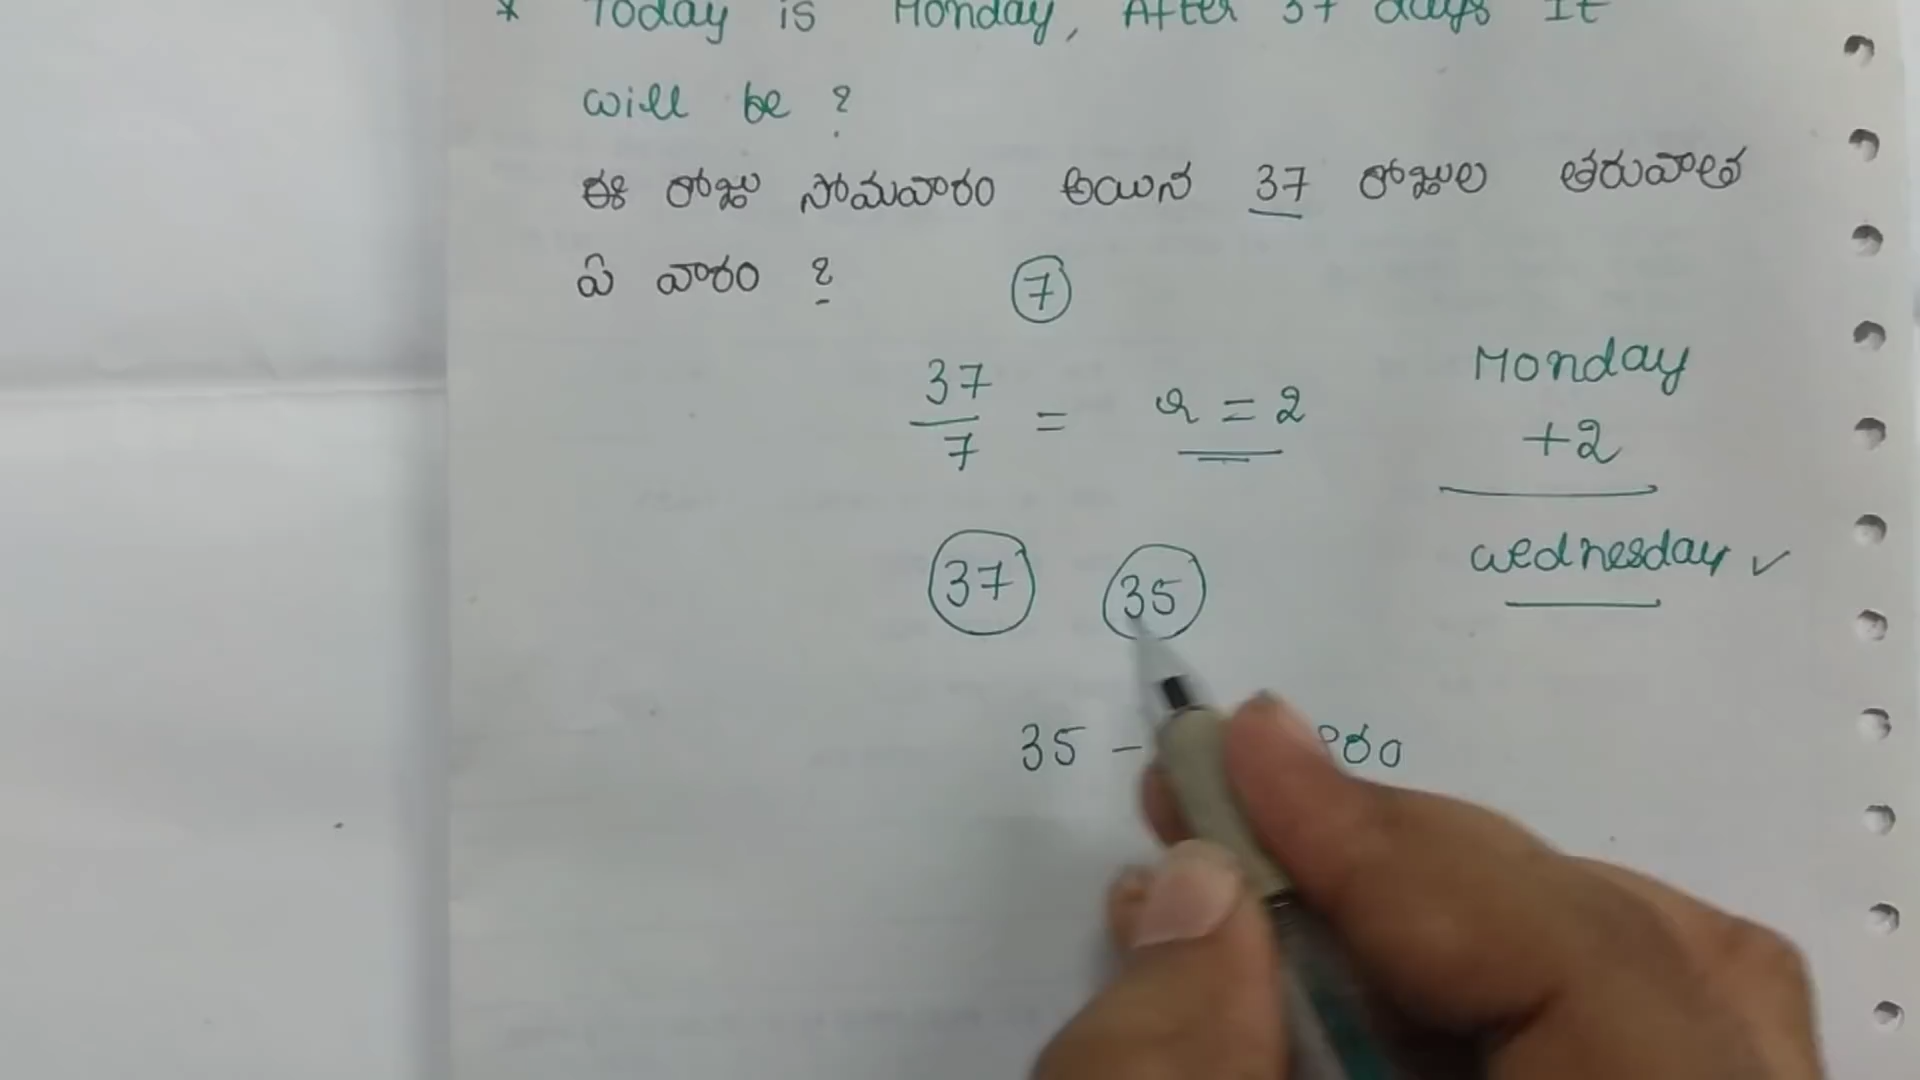 * Today is Monday, After 37 days It
will be ?
ఈ రోజు సోమవారం అయిన 37 రోజుల తరువాత
ఏ వారం ?
7
37
7
= r = 2
Monday
+2
wednesday ✓
37 35
35 -